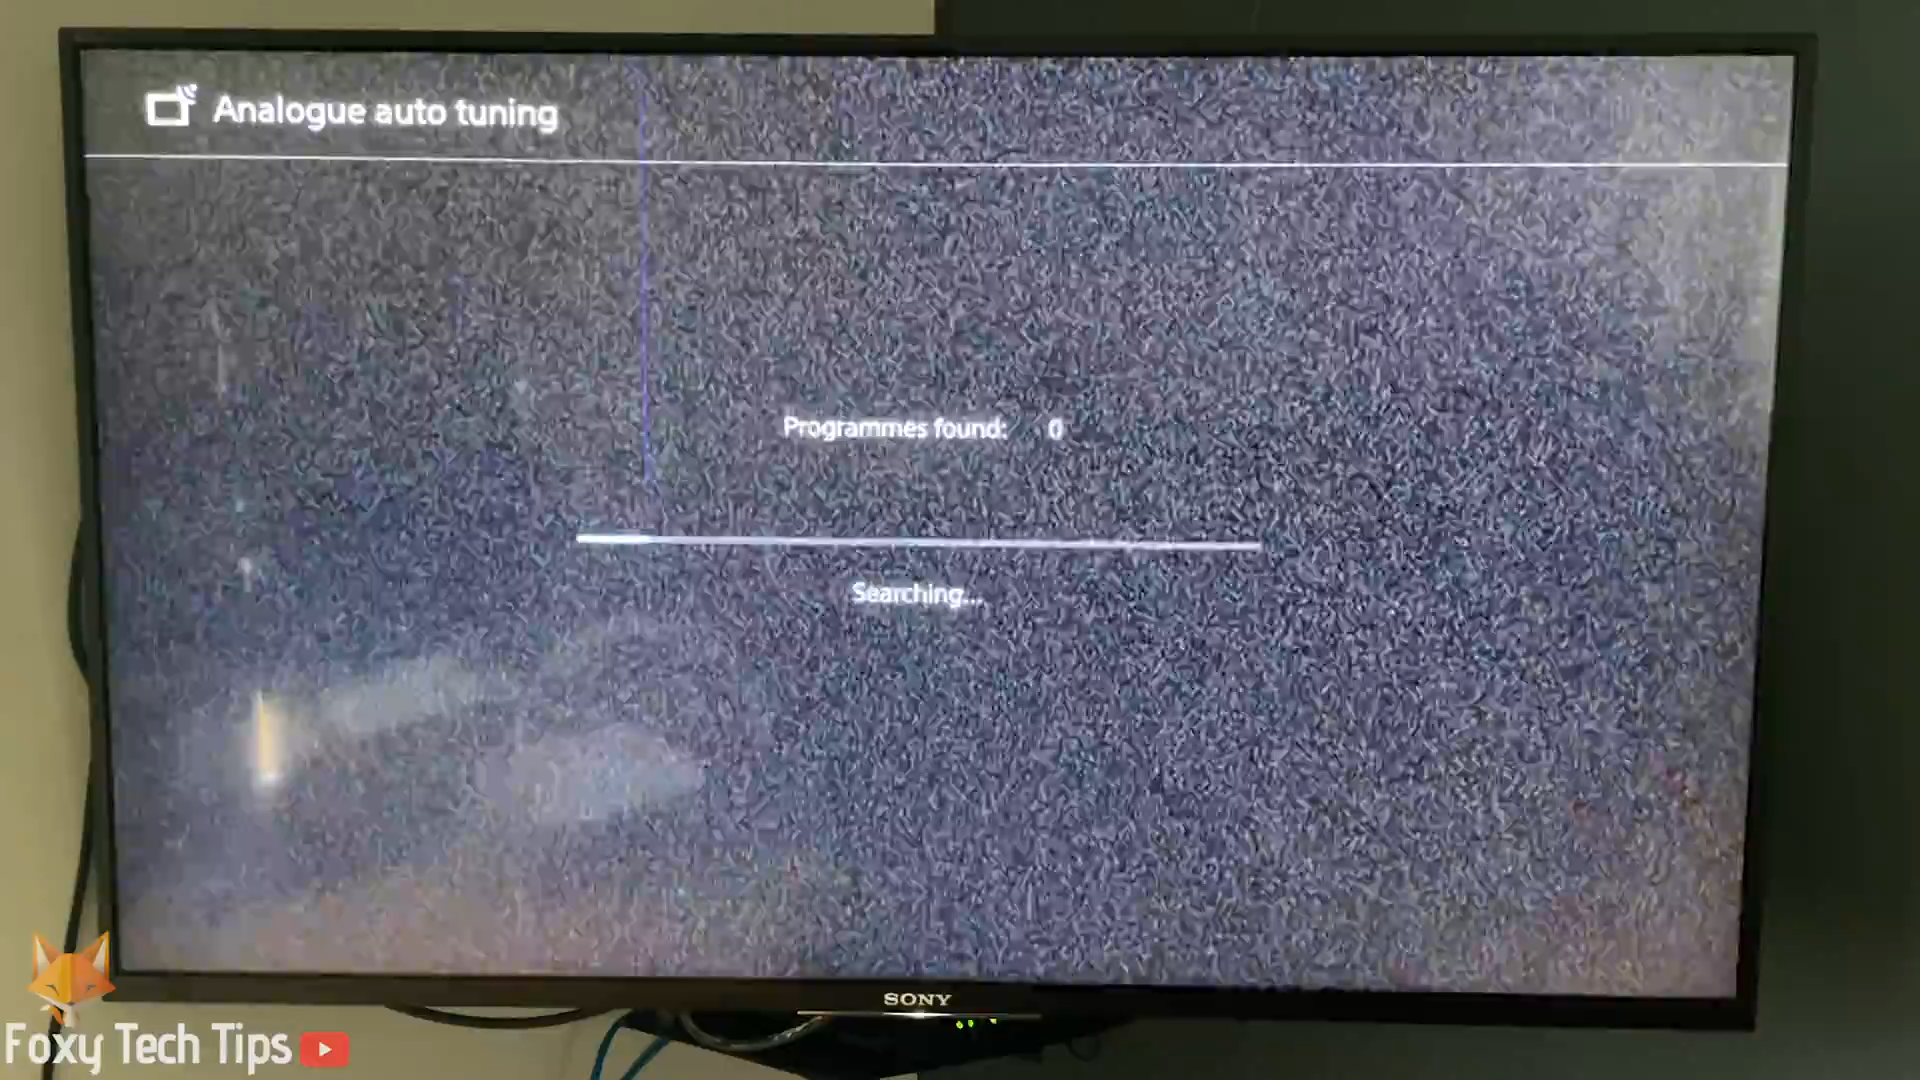 Analogue auto tuning
Programmes found: 0
Searching...
SONY
Foxy Tech Tips